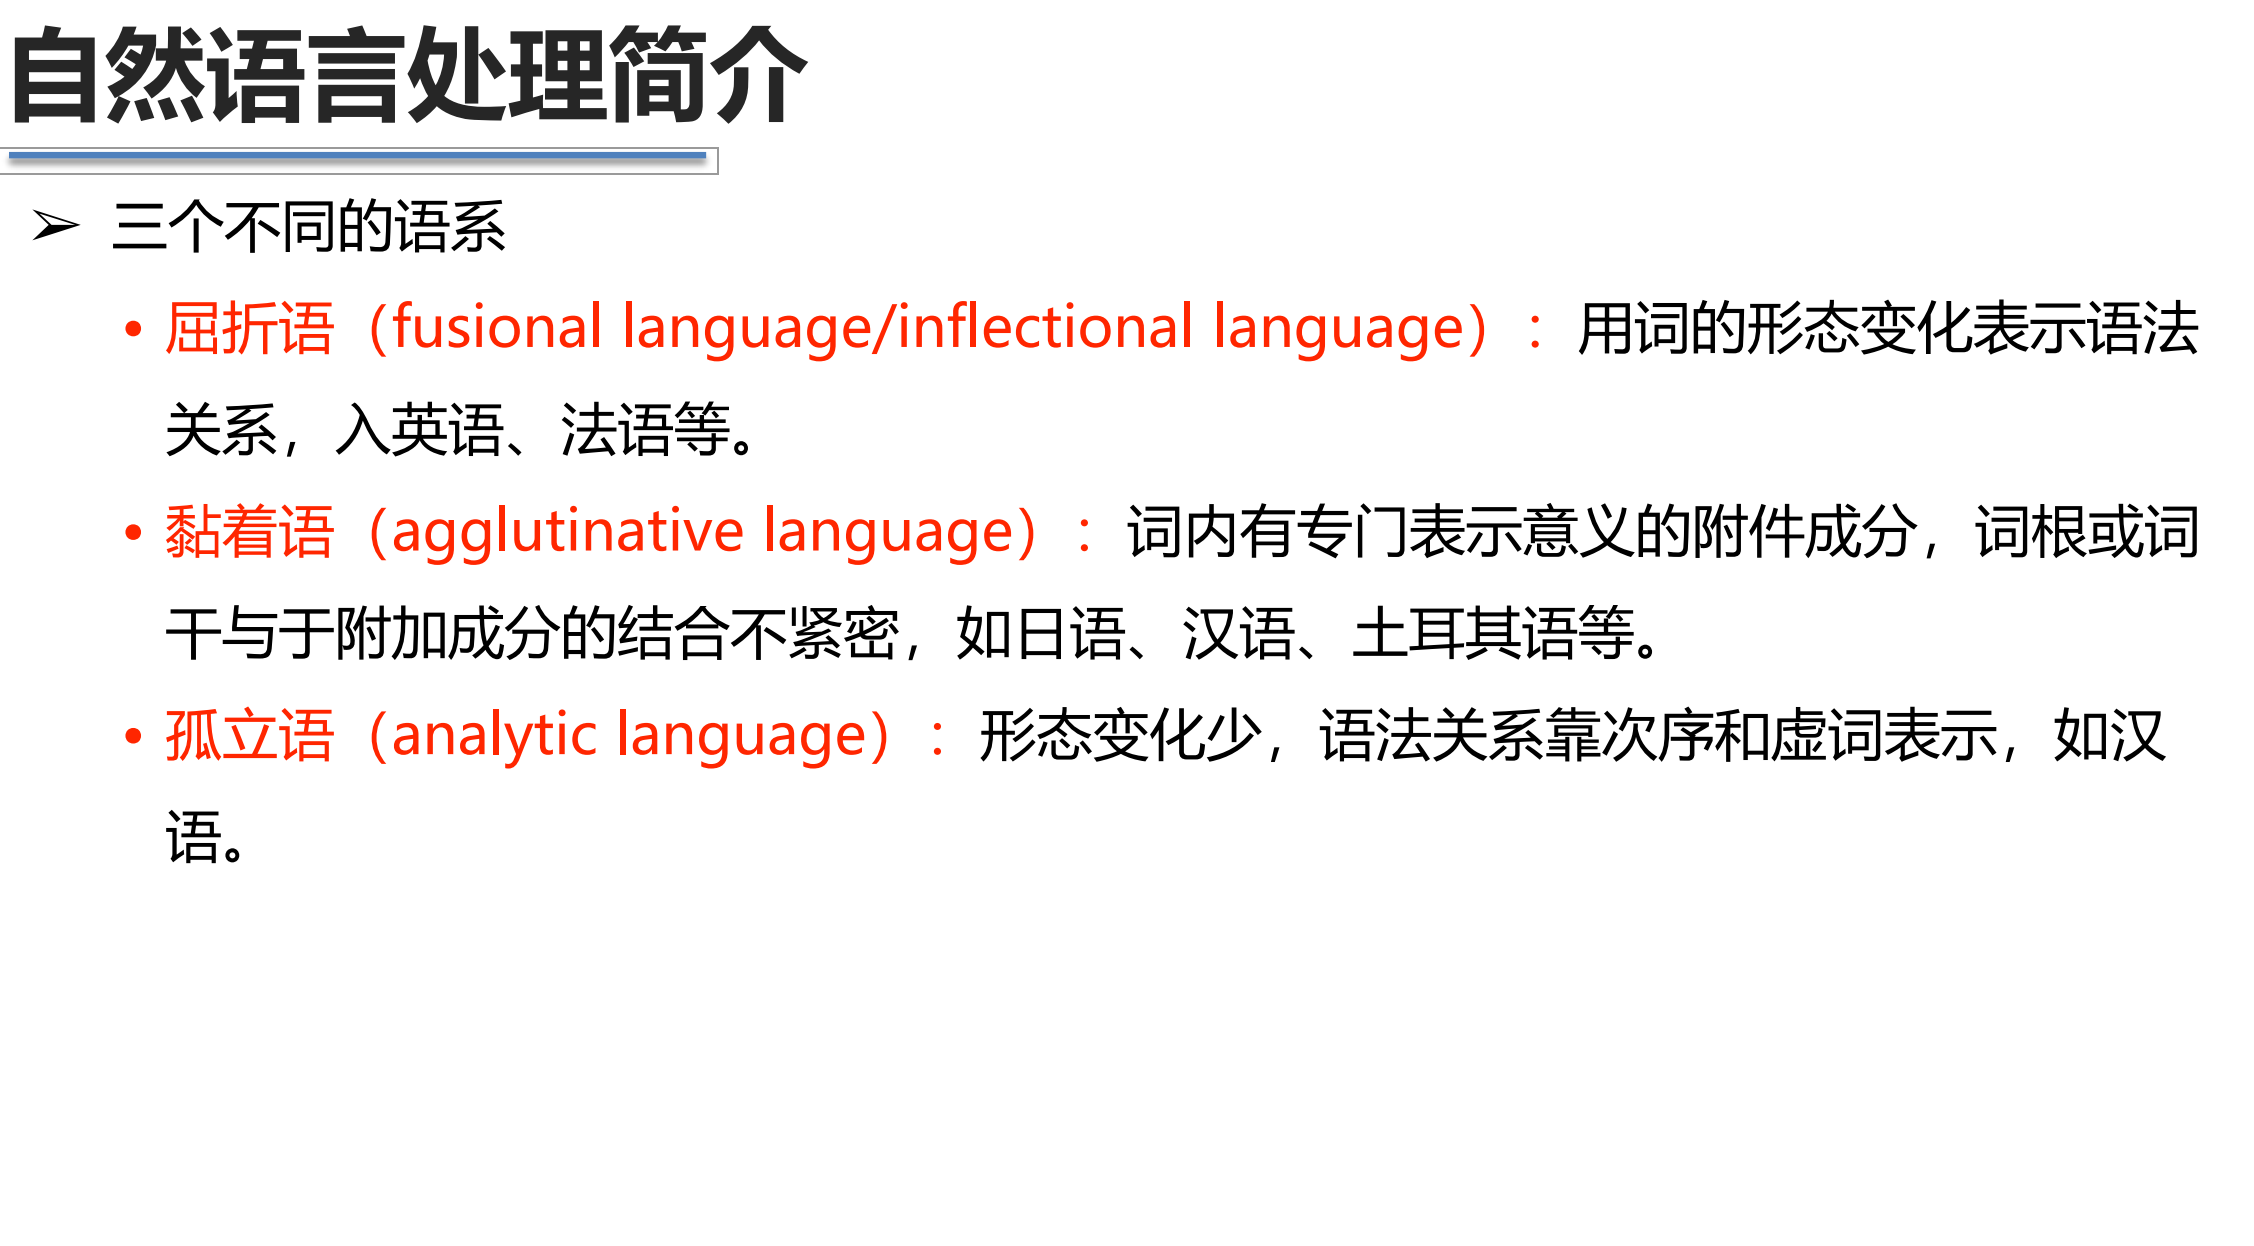 自然语言处理简介
➢ 三个不同的语系
• 屈折语（fusional language/inflectional language）：用词的形态变化表示语法
关系，入英语、法语等。
• 黏着语（agglutinative language）：词内有专门表示意义的附件成分，词根或词
干与于附加成分的结合不紧密，如日语、汉语、土耳其语等。
• 孤立语（analytic language）：形态变化少，语法关系靠次序和虚词表示，如汉
语。